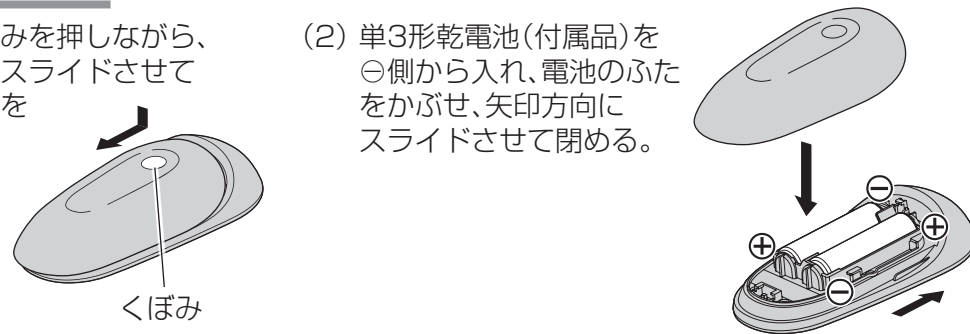 みを押しながら、
スライドさせて
を
くぼみ
(2) 単3形乾電池(付属品)を
⊖側から入れ、電池のふた
をかぶせ、矢印方向に
スライドさせて閉める。
⊖
⊕
⊕
⊖